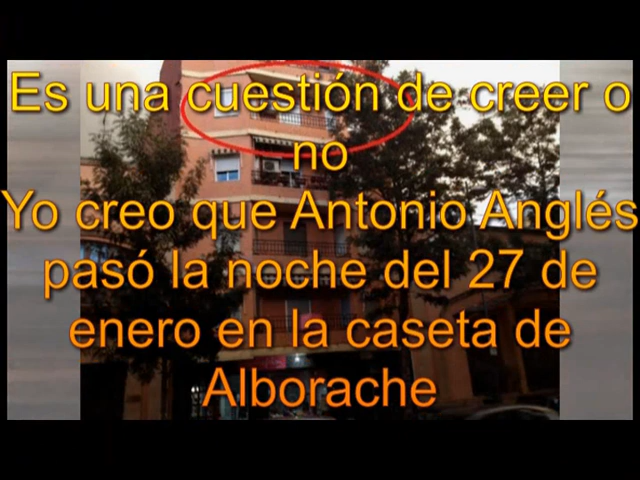 Es una cuestión de creer o
no
Yo creo que Antonio Anglés
pasó la noche del 27 de
enero en la caseta de
Alborache